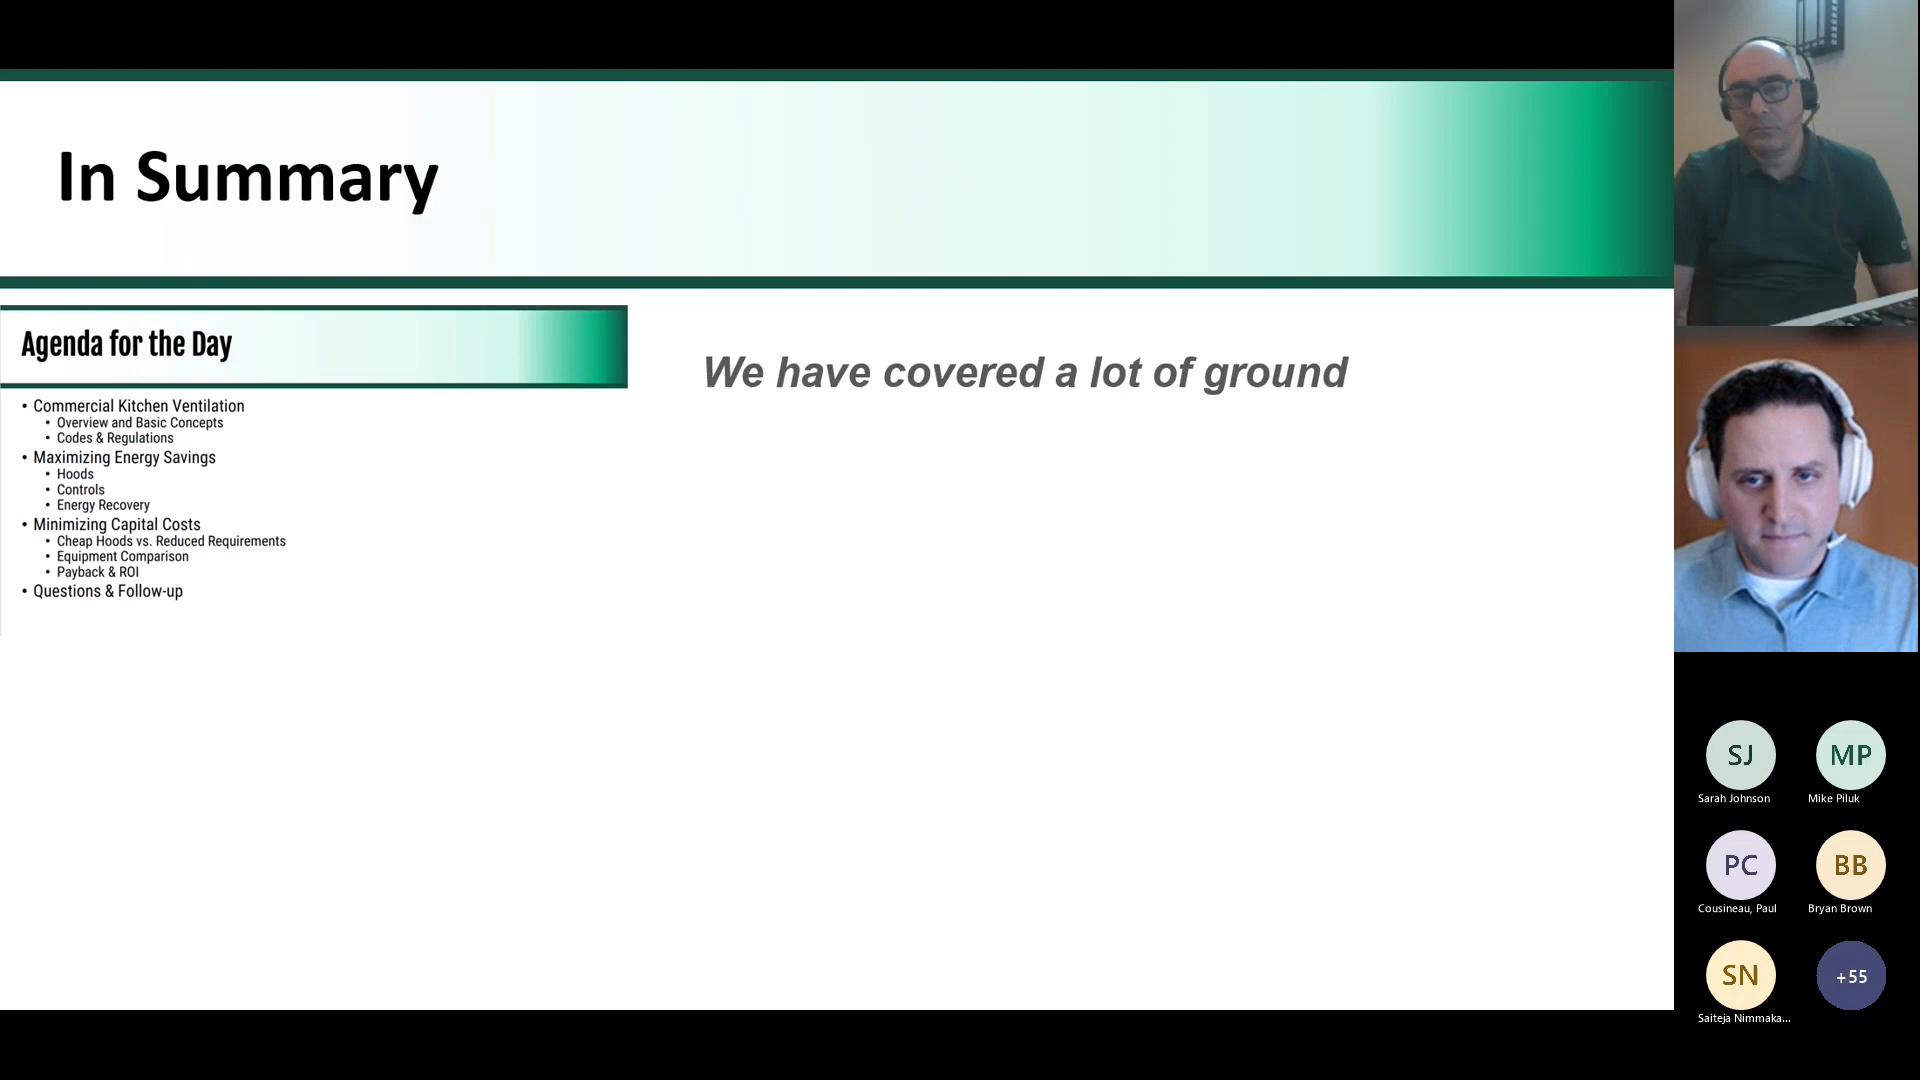 In Summary
Agenda for the Day
We have covered a lot of ground
• Commercial Kitchen Ventilation
• Overview and Basic Concepts
• Codes & Regulations
• Maximizing Energy Savings
• Hoods
• Controls
• Energy Recovery
• Minimizing Capital Costs
• Cheap Hoods vs. Reduced Requirements
• Equipment Comparison
• Payback & ROI
• Questions & Follow-up
SJ
MP
Sarah Johnson
Mike Piluk
PC
BB
Cousineau, Paul
Bryan Brown
SN
+55
Saiteja Nimmaka...